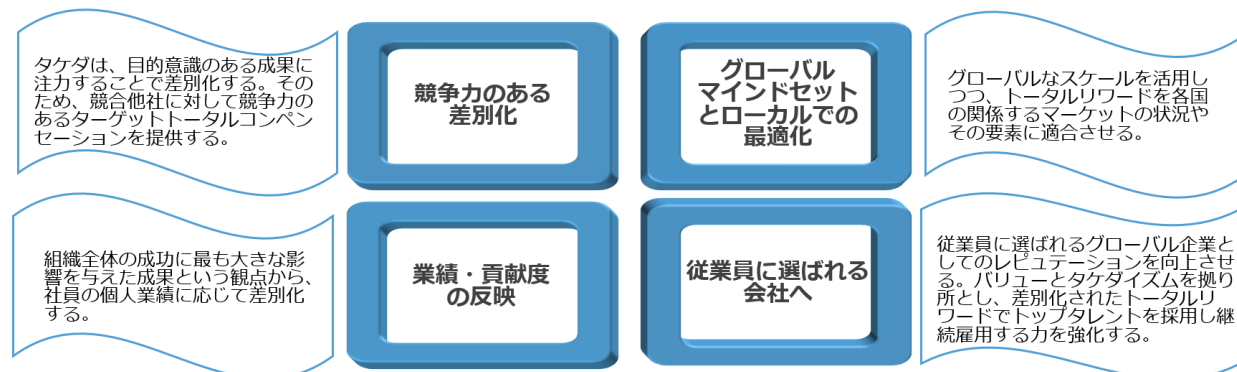 タケダは、目的意識のある成果に
注力することで差別化する。そのため、競合他社に対して競争力の
あるターゲットトータルコンペン
セーションを提供する。
競争力のある
差別化
グローバル
マインドセット
とローカルでの
最適化
グローバルなスケールを活用し
つつ、トータルリワードを各国
の関係するマーケットの状況や
その要素に適合させる。
組織全体の成功に最も大きな影
響を与えた成果という観点から、
社員の個人業績に応じて差別化
する。
業績・貢献度
の反映
従業員に選ばれる
会社へ
従業員に選ばれるグローバル企業と
してのレピュテーションを向上させ
る。バリューとタケダイズムを拠り
所とし、差別化されたトータルリ
ワードでトップタレントを採用し継
続雇用する力を強化する。